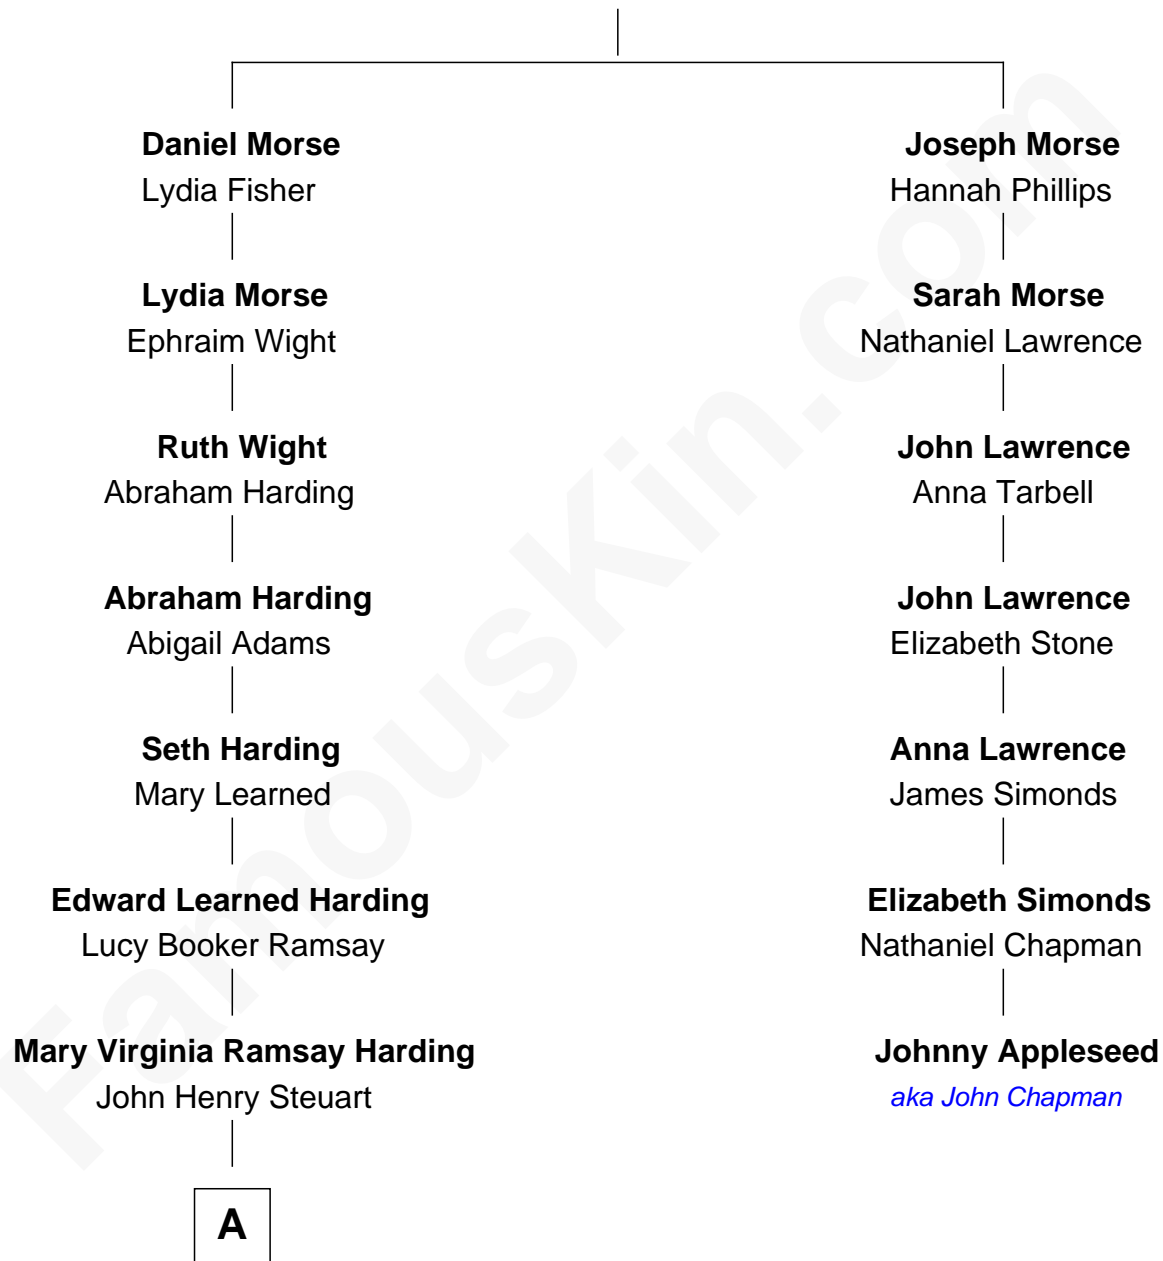 Daniel Morse
Lydia Fisher
Joseph Morse
Hannah Phillips
Lydia Morse
Ephraim Wight
Sarah Morse
Nathaniel Lawrence
Ruth Wight
Abraham Harding
John Lawrence
Anna Tarbell
Abraham Harding
Abigail Adams
John Lawrence
Elizabeth Stone
Seth Harding
Mary Learned
Anna Lawrence
James Simonds
Edward Learned Harding
Lucy Booker Ramsay
Elizabeth Simonds
Nathaniel Chapman
Mary Virginia Ramsay Harding
John Henry Steuart
Johnny Appleseed
aka John Chapman
A
FamousKin.com